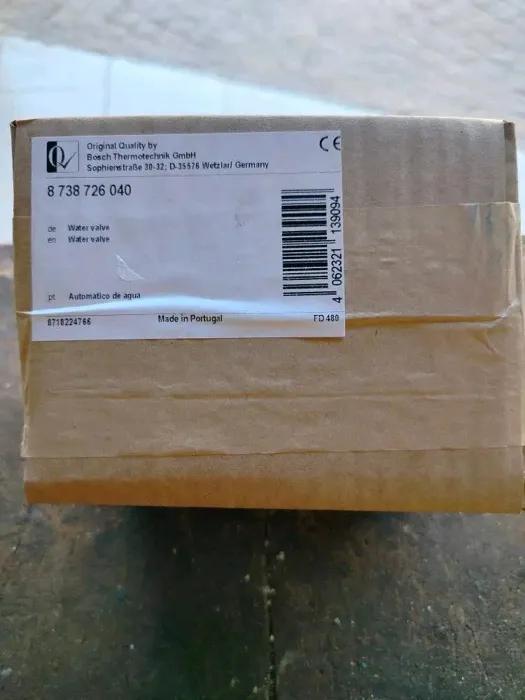 Original Quality by
Bosch Thermotechnik GmbH
Sophienstraße 30-32; D-35576 Wetzlar/ Germany
CE
8 738 726 040
de Water valve
en Water valve
pt Automatico de agua
8718224766 Made in Portugal FD 480
4 062321 139094